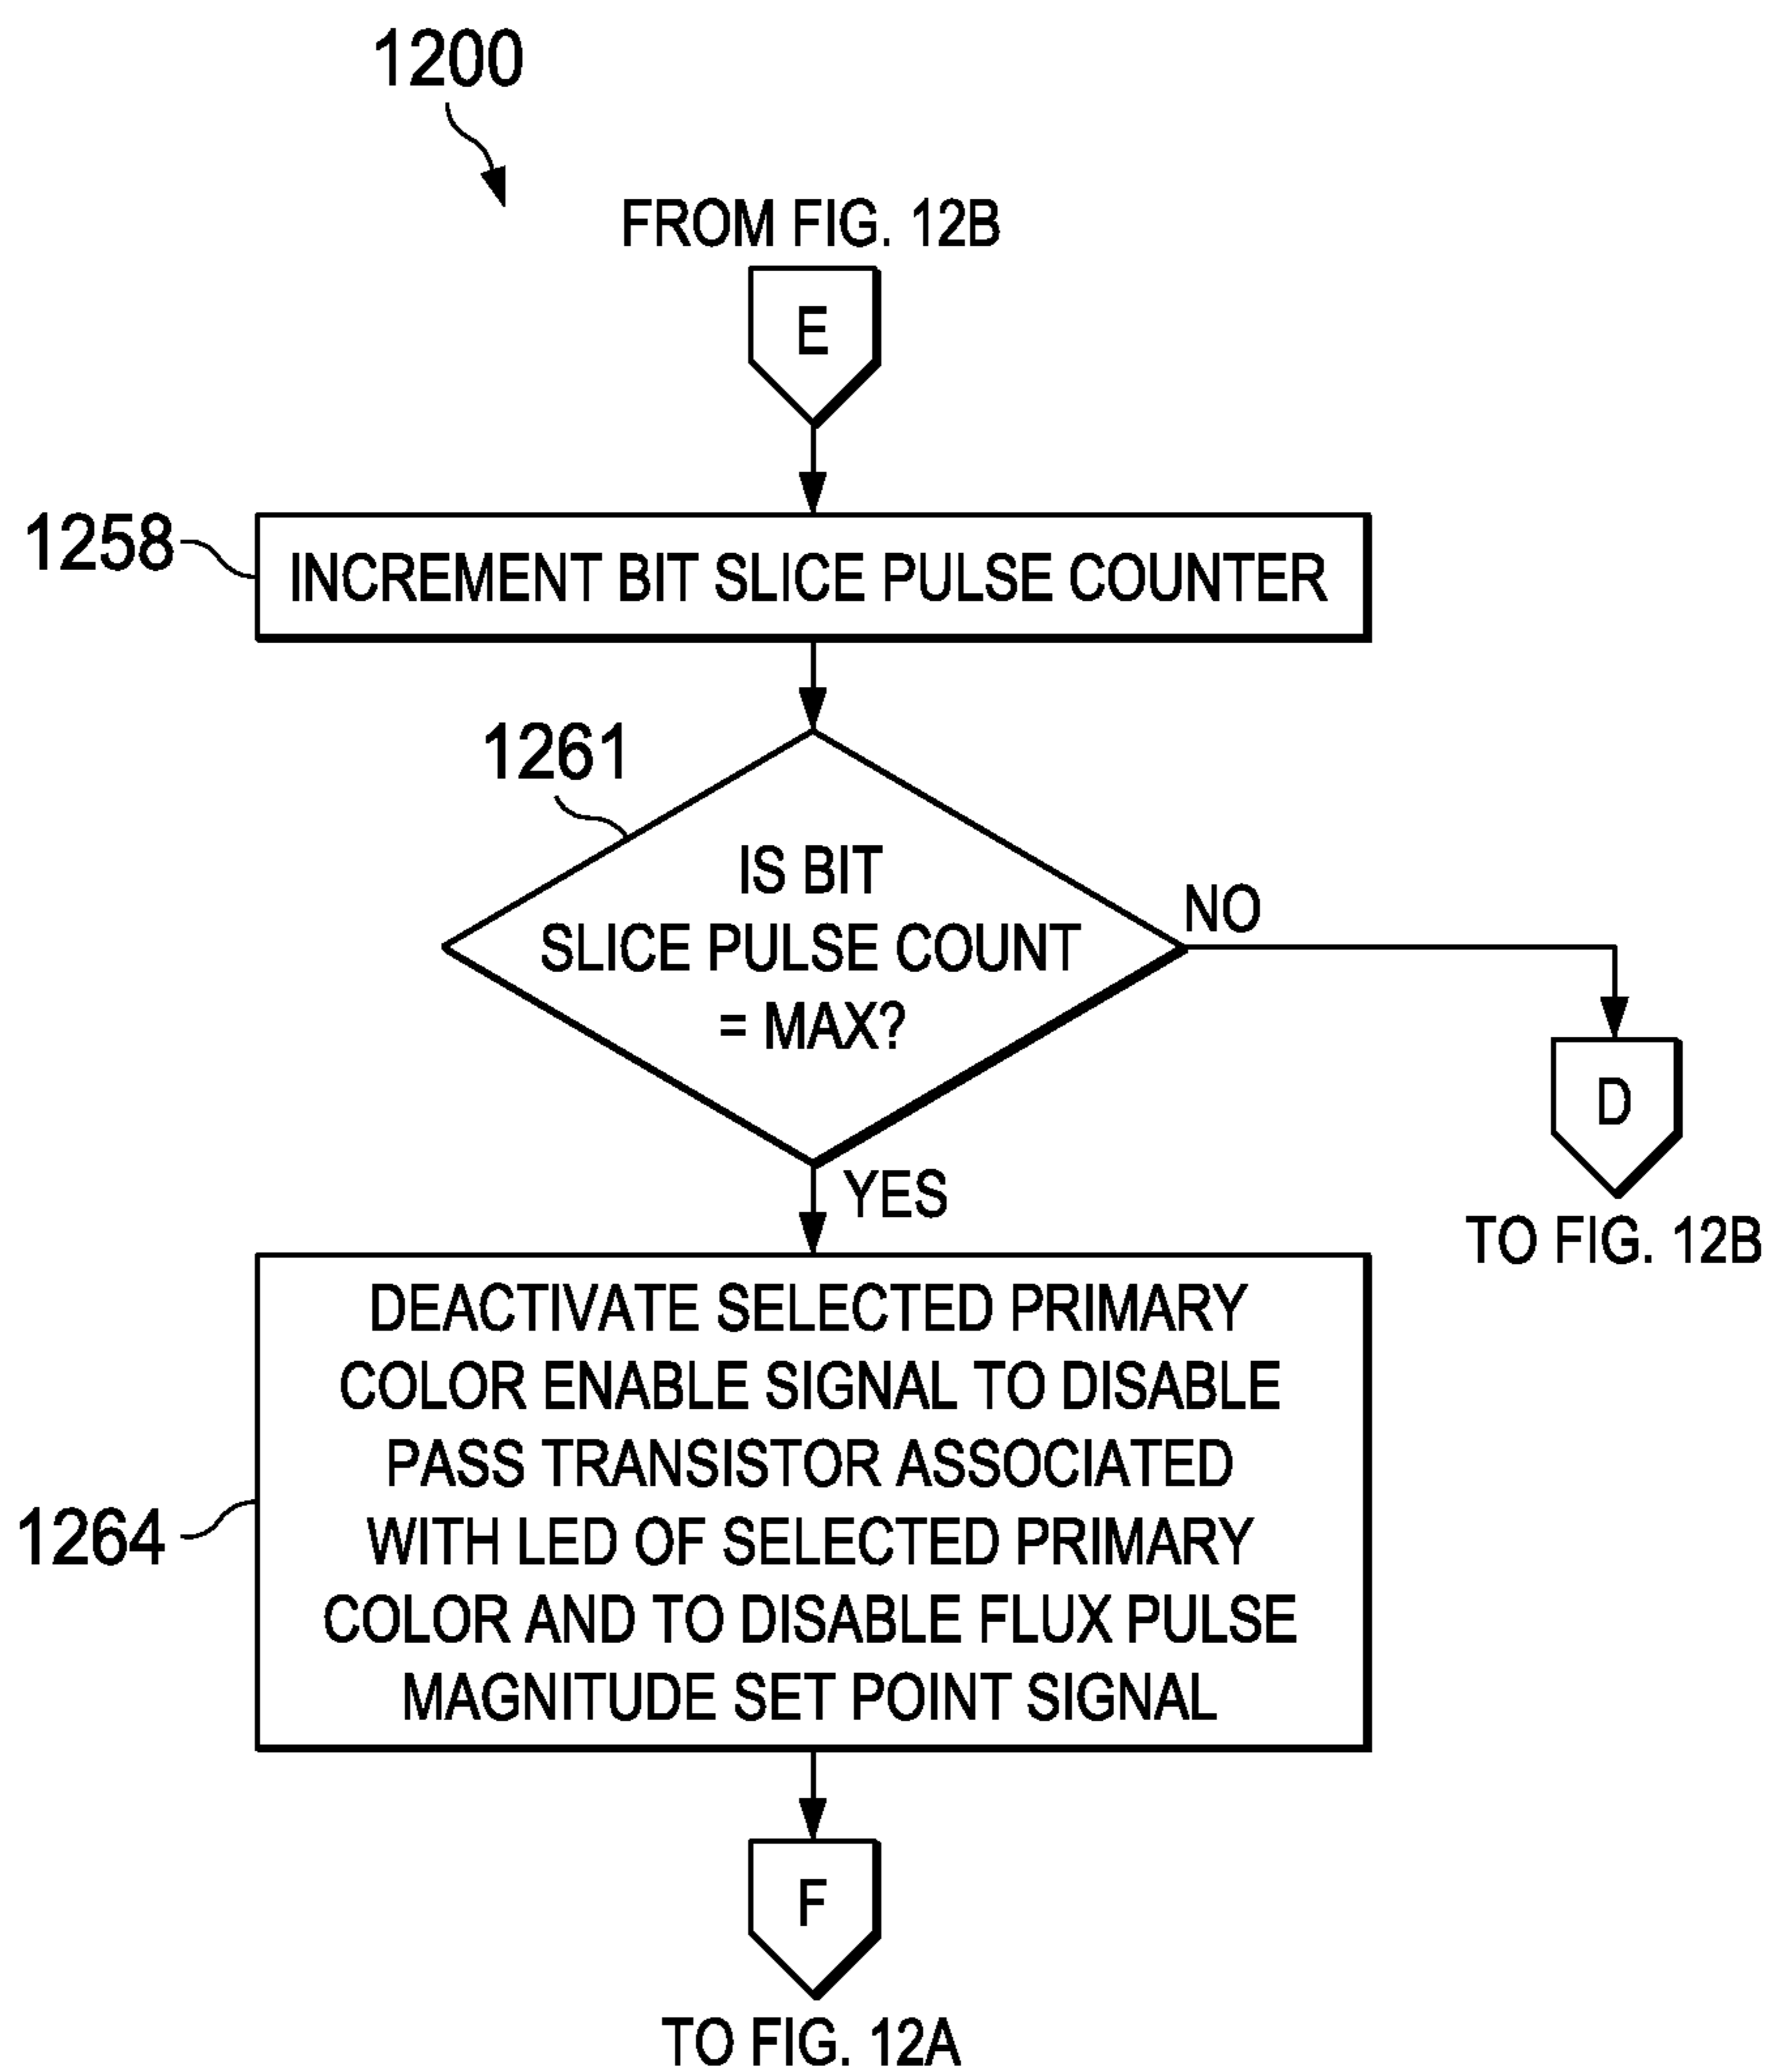 1200
FROM FIG. 12B
E
1258
INCREMENT BIT SLICE PULSE COUNTER
1261
IS BIT
SLICE PULSE COUNT
= MAX?
NO
D
TO FIG. 12B
YES
1264
DEACTIVATE SELECTED PRIMARY
COLOR ENABLE SIGNAL TO DISABLE
PASS TRANSISTOR ASSOCIATED
WITH LED OF SELECTED PRIMARY
COLOR AND TO DISABLE FLUX PULSE
MAGNITUDE SET POINT SIGNAL
F
TO FIG. 12A